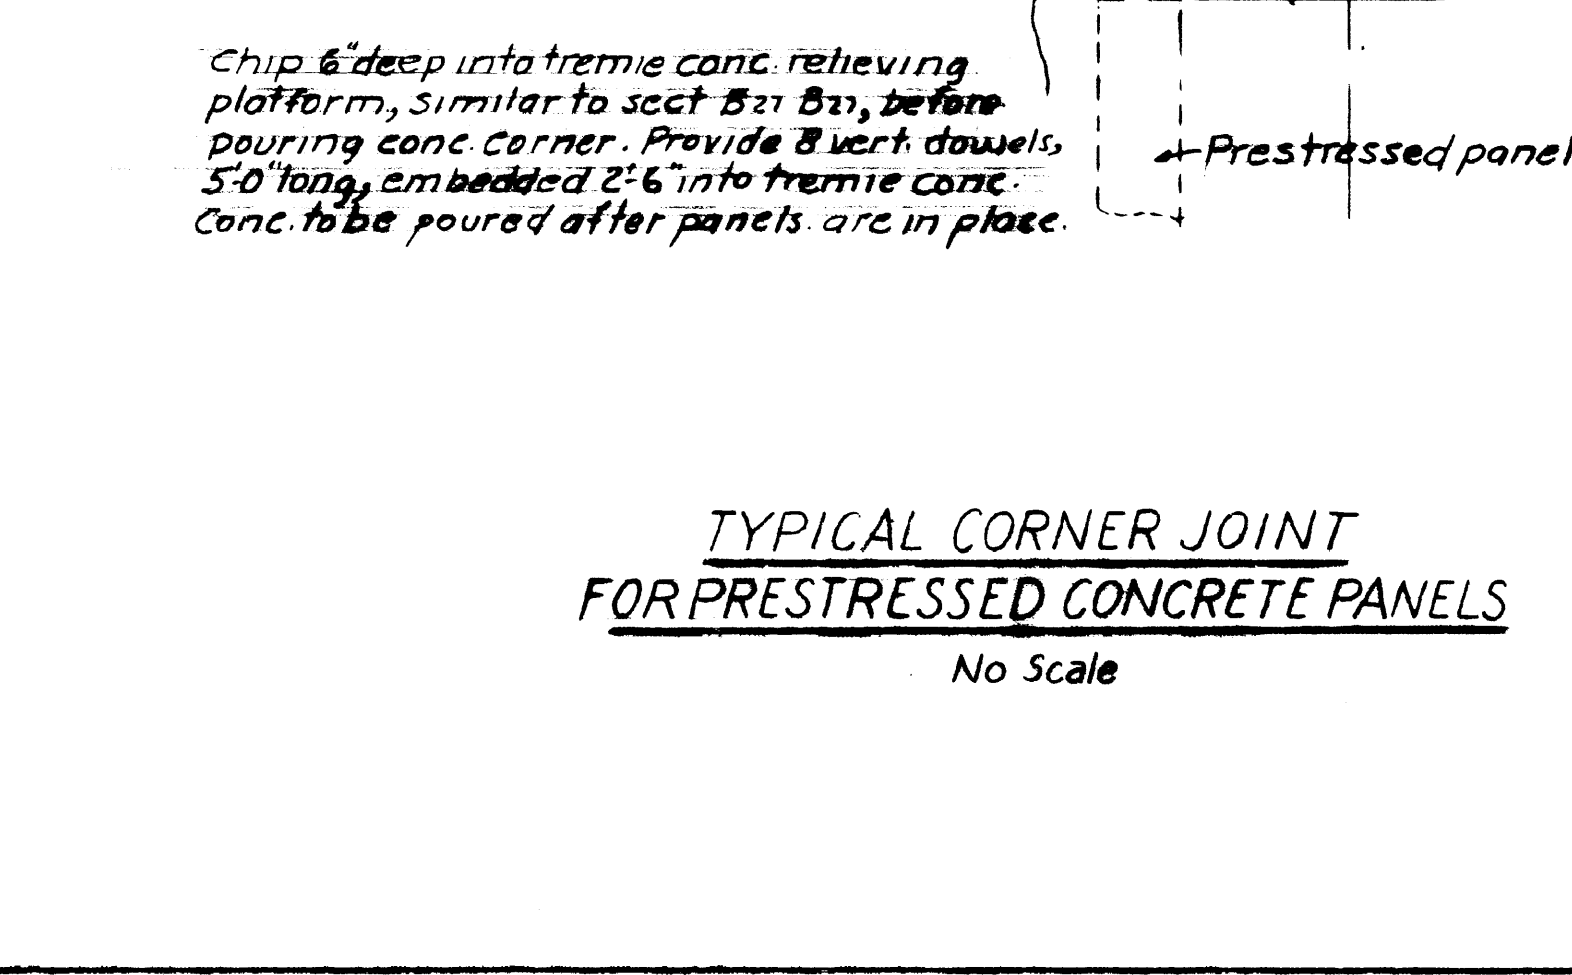 Chip 6" deep into tremie conc. relieving
platform, similar to sect B27 B27, before
pouring conc. corner. Provide 8 vert. dowels,
5'-0" long, embedded 2'-6" into tremie conc.
Conc. to be poured after panels are in place.
Prestressed panel
TYPICAL CORNER JOINT
FOR PRESTRESSED CONCRETE PANELS
No Scale